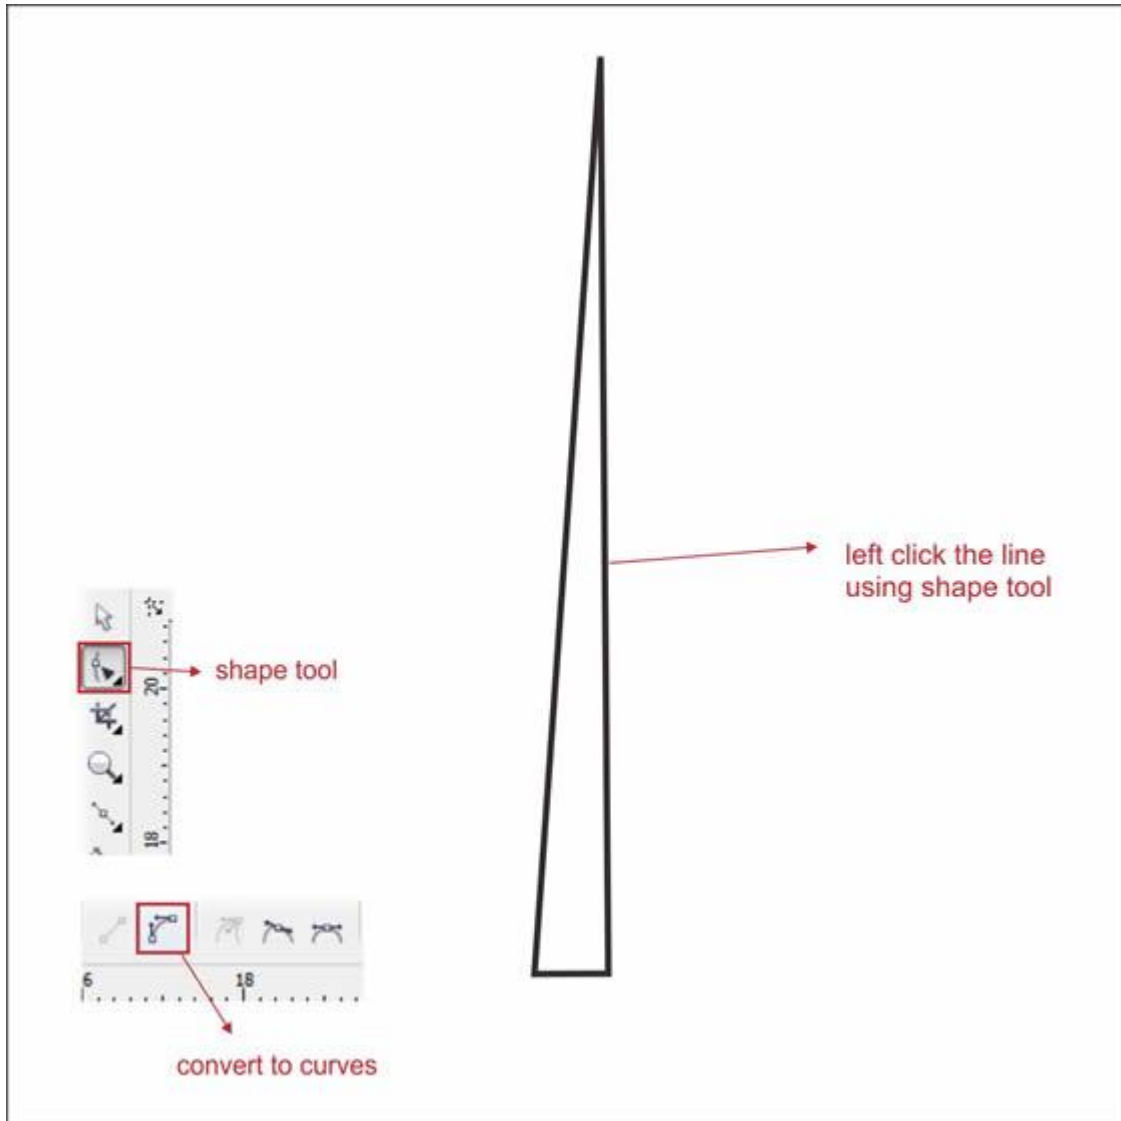 left click the line
using shape tool
shape tool
20
18
6
18
convert to curves